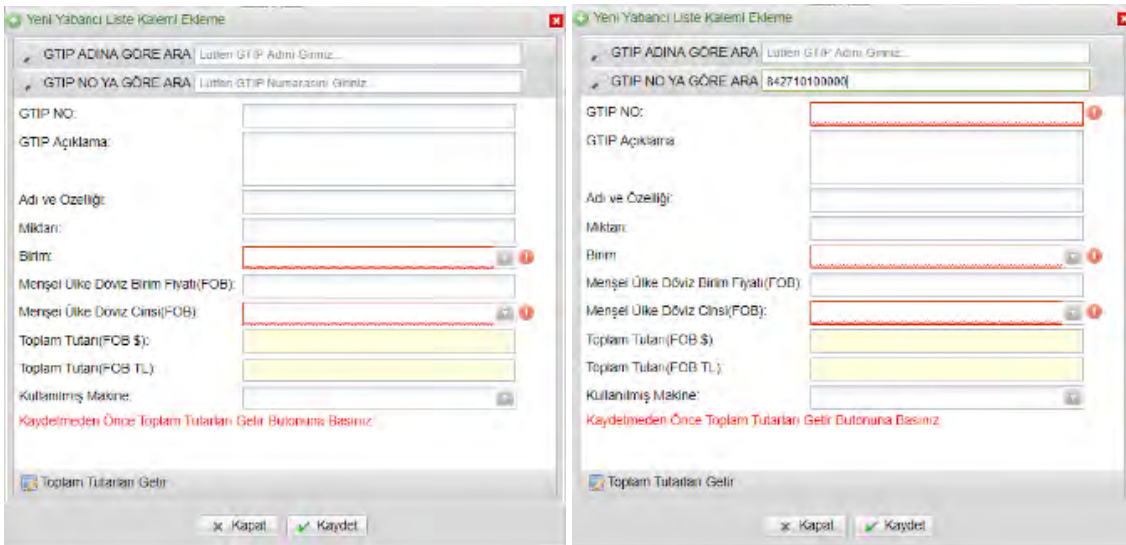 Yeni Yabancı Liste Kalemi Ekleme
GTIP ADINA GÖRE ARA Lütfen GTIP Adını Giriniz...
GTIP NO YA GÖRE ARA Lütfen GTIP Numarasını Giriniz...
GTIP NO:
GTIP Açıklama:
Adı ve Özelliği:
Miktarı:
Birim:
Menşei Ülke Döviz Birim Fiyatı(FOB):
Menşei Ülke Döviz Cinsi(FOB):
Toplam Tutarı(FOB $):
Toplam Tutarı(FOB TL):
Kullanılmış Makine:
Kaydetmeden Önce Toplam Tutarları Getir Butonuna Basınız
Toplam Tutarları Getir
Kapat Kaydet
Yeni Yabancı Liste Kalemi Ekleme
GTIP ADINA GÖRE ARA Lütfen GTIP Adını Giriniz...
GTIP NO YA GÖRE ARA 842710100000
GTIP NO:
GTIP Açıklama
Adı ve Özelliği:
Miktarı:
Birim
Menşei Ülke Döviz Birim Fiyatı(FOB)
Menşei Ülke Döviz Cinsi(FOB):
Toplam Tutarı(FOB $)
Toplam Tutarı(FOB TL)
Kullanılmış Makine:
Kaydetmeden Önce Toplam Tutarları Getir Butonuna Basınız
Toplam Tutarları Getir
Kapat Kaydet